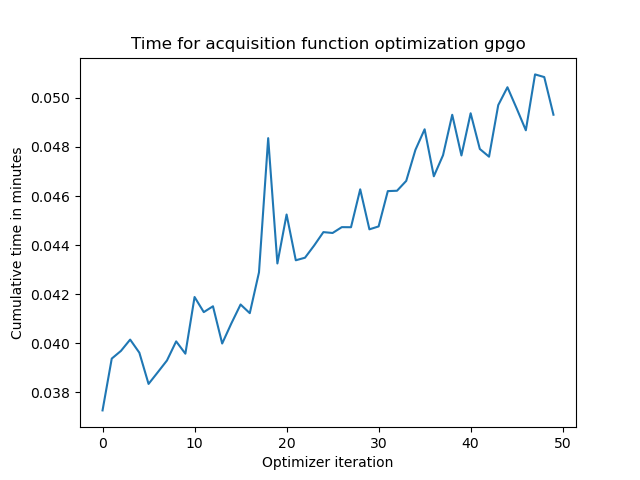 Time for acquisition function optimization gpgo
Cumulative time in minutes
0.050
0.048
0.046
0.044
0.042
0.040
0.038
0 10 20 30 40 50
Optimizer iteration